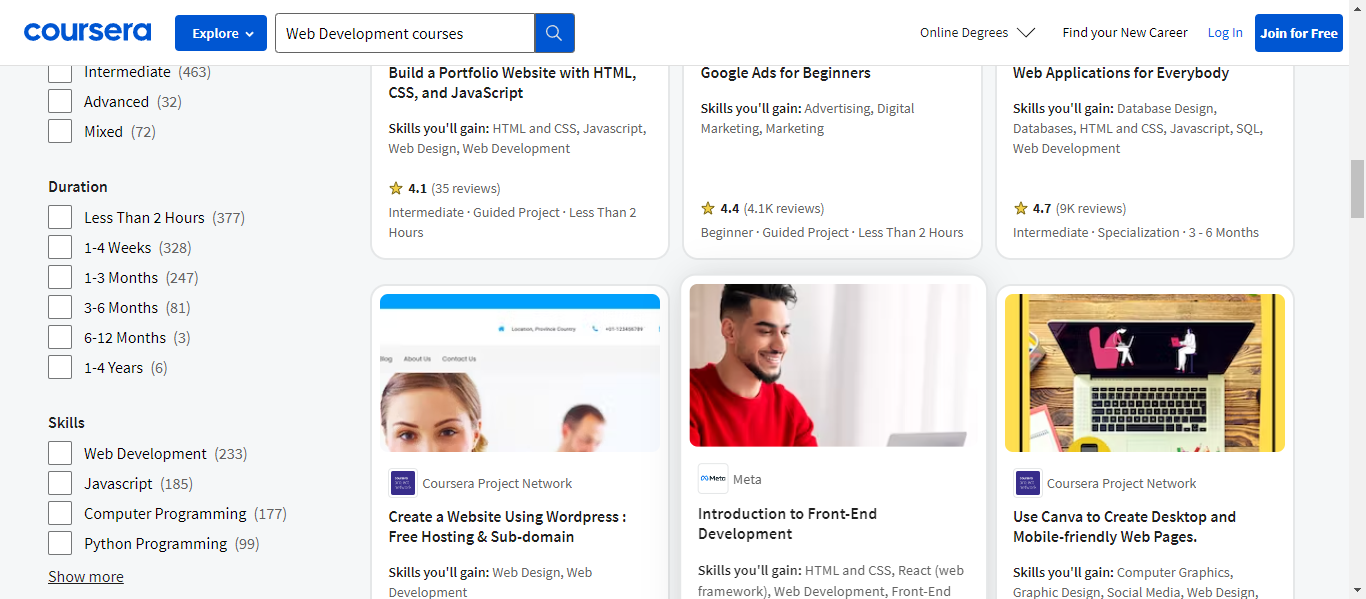 coursera
Explore
Web Development courses
Online Degrees
Find your New Career
Log In
Join for Free
Intermediate (463)
Advanced (32)
Mixed (72)
Duration
Less Than 2 Hours (377)
1-4 Weeks (328)
1-3 Months (247)
3-6 Months (81)
6-12 Months (3)
1-4 Years (6)
Skills
Web Development (233)
Javascript (185)
Computer Programming (177)
Python Programming (99)
Show more
Build a Portfolio Website with HTML,
CSS, and JavaScript
Skills you'll gain: HTML and CSS, Javascript,
Web Design, Web Development
4.1 (35 reviews)
Intermediate · Guided Project · Less Than 2
Hours
Google Ads for Beginners
Skills you'll gain: Advertising, Digital
Marketing, Marketing
4.4 (4.1K reviews)
Beginner · Guided Project · Less Than 2 Hours
Web Applications for Everybody
Skills you'll gain: Database Design,
Databases, HTML and CSS, Javascript, SQL,
Web Development
4.7 (9K reviews)
Intermediate · Specialization · 3 - 6 Months
Location, Province Country
+01-123456789
Blog About Us Contact Us
Coursera Project Network
Create a Website Using Wordpress :
Free Hosting & Sub-domain
Skills you'll gain: Web Design, Web
Development
Meta
Meta
Introduction to Front-End
Development
Skills you'll gain: HTML and CSS, React (web
framework), Web Development, Front-End
Coursera Project Network
Use Canva to Create Desktop and
Mobile-friendly Web Pages.
Skills you'll gain: Computer Graphics,
Graphic Design, Social Media, Web Design,